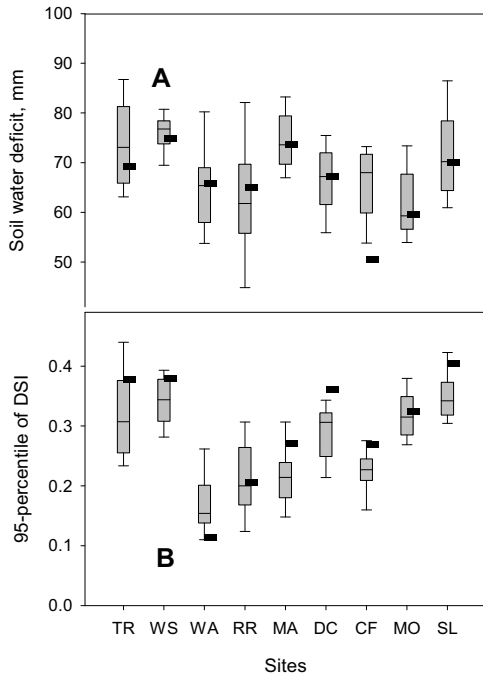 100
A
90
80
70
60
50
Soil water deficit, mm
0.4
0.3
0.2
0.1
B
0.0
95-percentile of DSI
TR WS WA RR MA DC CF MO SL
Sites